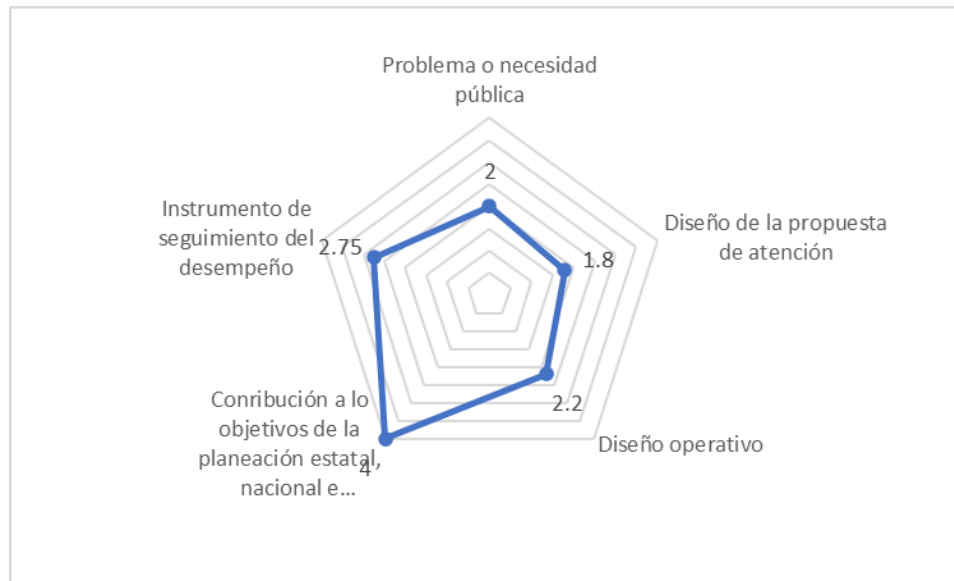 Problema o necesidad
pública
2
Diseño de la propuesta
de atención
1.8
Instrumento de
seguimiento del
desempeño
2.75
Conribución a lo
objetivos de la
planeación estatal,
nacional e...
4
2.2
Diseño operativo